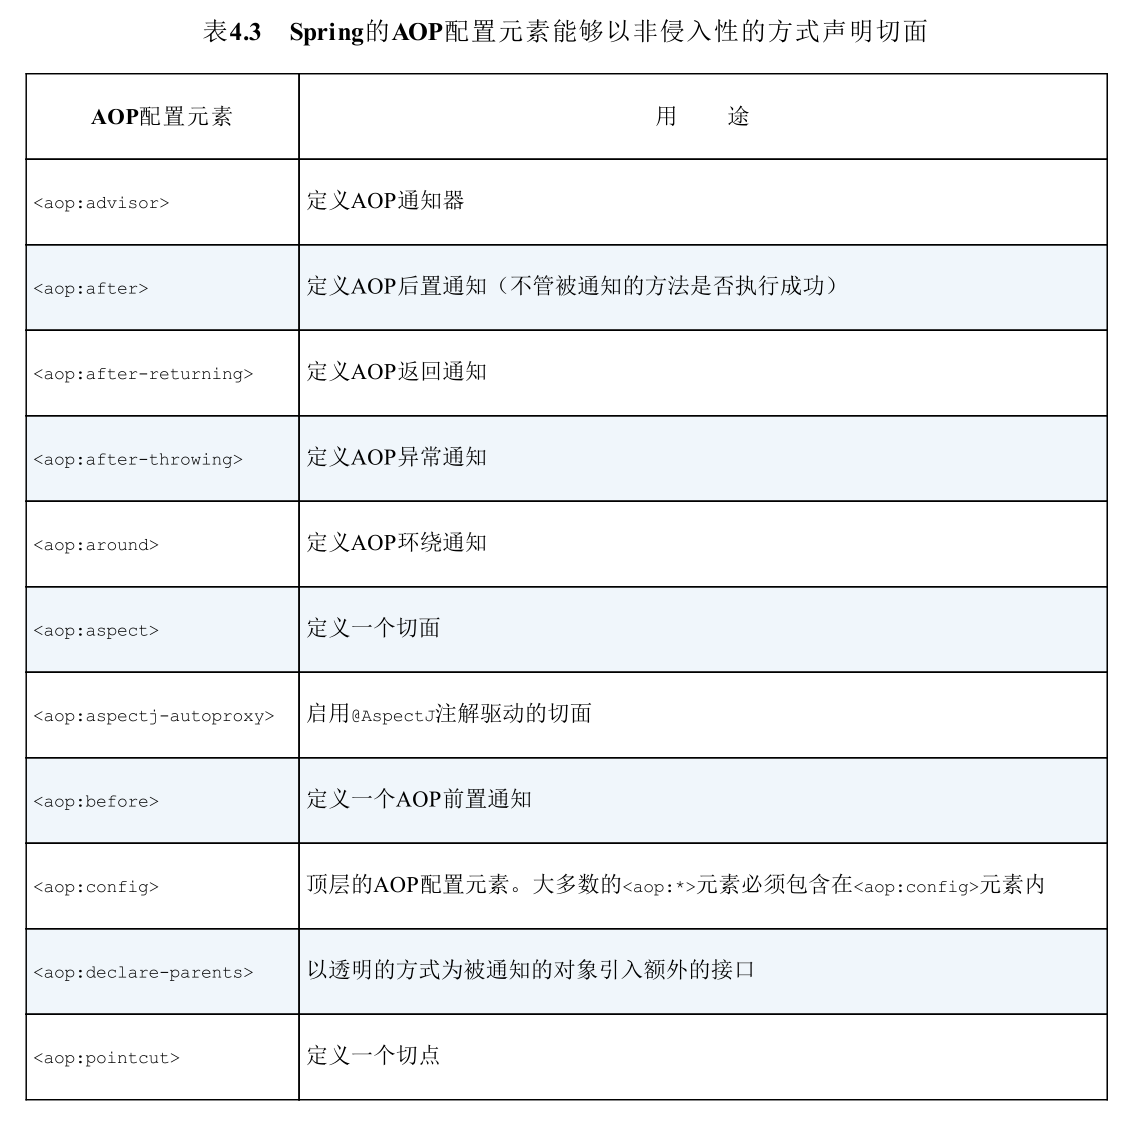 表4.3 Spring的AOP配置元素能够以非侵入性的方式声明切面
AOP配置元素
用 途
<aop:advisor>
定义AOP通知器
<aop:after>
定义AOP后置通知（不管被通知的方法是否执行成功）
<aop:after-returning>
定义AOP返回通知
<aop:after-throwing>
定义AOP异常通知
<aop:around>
定义AOP环绕通知
<aop:aspect>
定义一个切面
<aop:aspectj-autoproxy>
启用@AspectJ注解驱动的切面
<aop:before>
定义一个AOP前置通知
<aop:config>
顶层的AOP配置元素。大多数的<aop:*>元素必须包含在<aop:config>元素内
<aop:declare-parents>
以透明的方式为被通知的对象引入额外的接口
<aop:pointcut>
定义一个切点